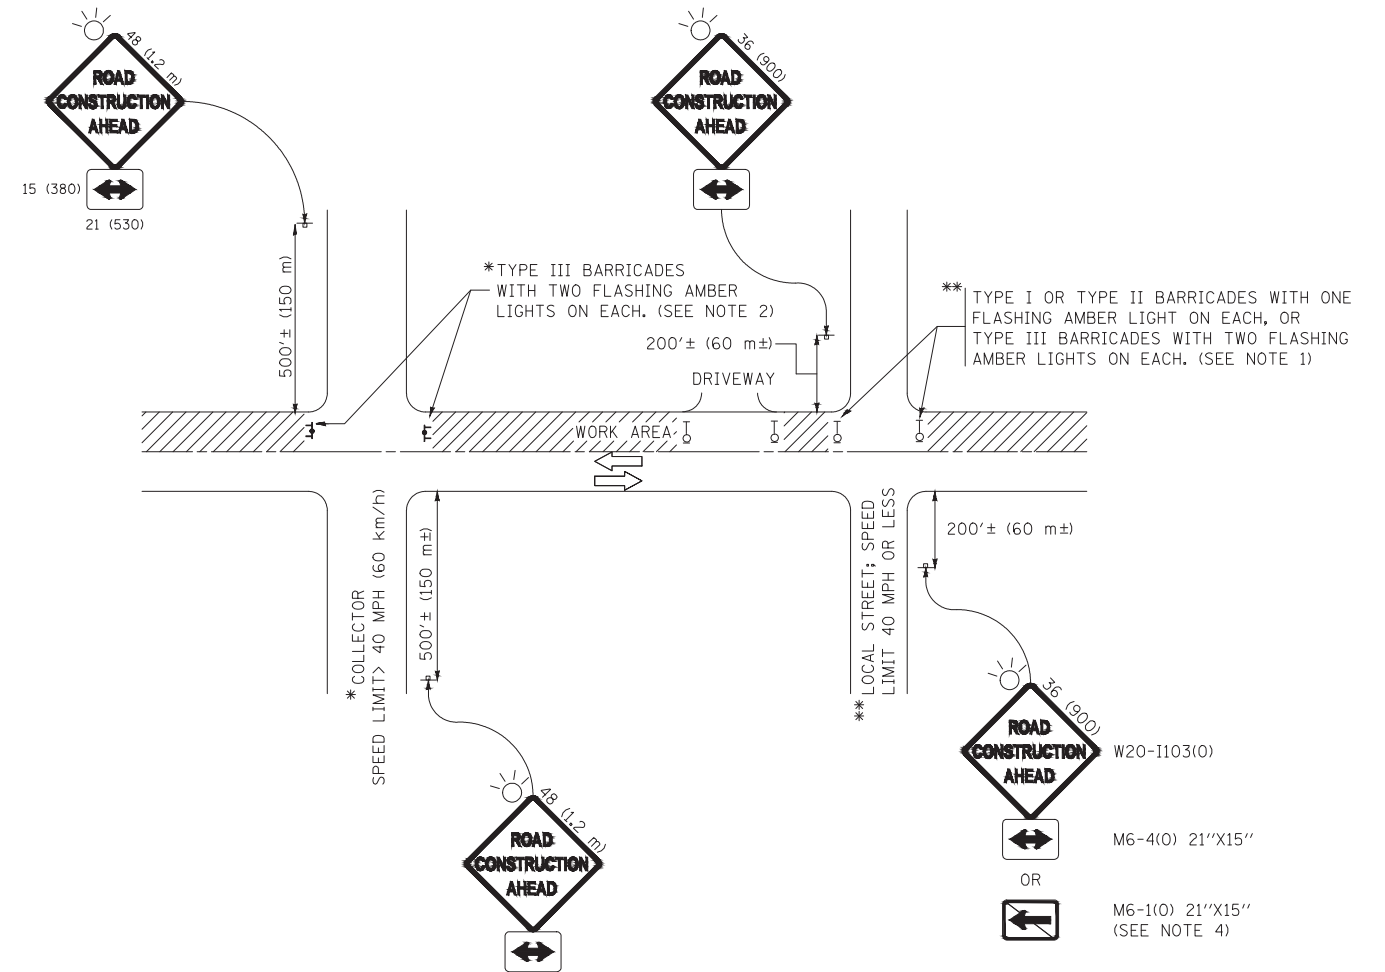 48 (1.2 m)
ROAD
CONSTRUCTION
AHEAD
15 (380)
21 (530)
36 (900)
ROAD
CONSTRUCTION
AHEAD
500'± (150 m)
*TYPE III BARRICADES
WITH TWO FLASHING AMBER
LIGHTS ON EACH. (SEE NOTE 2)
200'± (60 m±)
DRIVEWAY
** TYPE I OR TYPE II BARRICADES WITH ONE
FLASHING AMBER LIGHT ON EACH, OR
TYPE III BARRICADES WITH TWO FLASHING
AMBER LIGHTS ON EACH. (SEE NOTE 1)
WORK AREA
* COLLECTOR
SPEED LIMIT> 40 MPH (60 km/h)
500'± (150 m±)
** LOCAL STREET; SPEED
LIMIT 40 MPH OR LESS
200'± (60 m±)
48 (1.2 m)
ROAD
CONSTRUCTION
AHEAD
36 (900)
ROAD
CONSTRUCTION
AHEAD
W20-I103(O)
M6-4(O) 21''X15''
OR
M6-1(O) 21''X15''
(SEE NOTE 4)